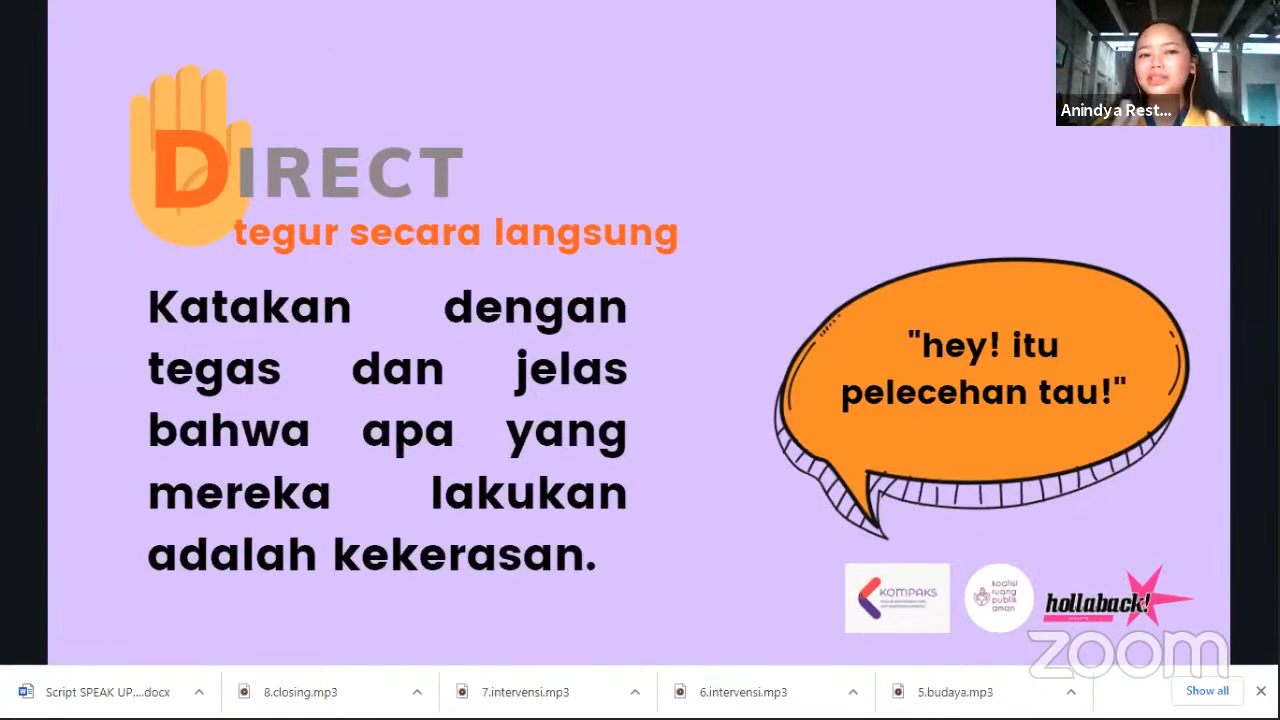 Anindya Rest...
DIRECT
tegur secara langsung
Katakan dengan
tegas dan jelas
bahwa apa yang
mereka lakukan
adalah kekerasan.
"hey! itu
pelecehan tau!"
KOMPAKS
koalisi
ruang
publik
aman
hollaback!
JAKARTA
zoom
Script SPEAK UP....docx
8.closing.mp3
7.intervensi.mp3
6.intervensi.mp3
5.budaya.mp3
Show all